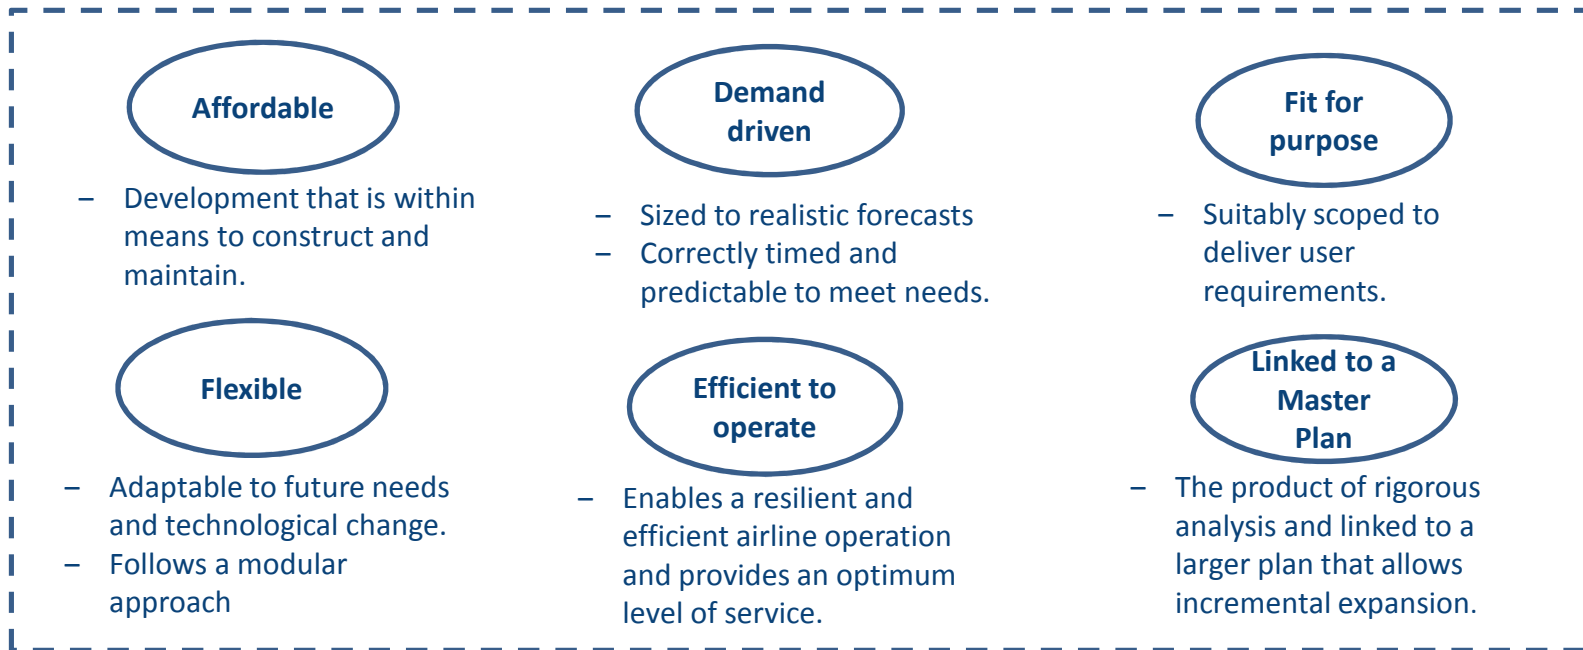 Affordable
– Development that is within
means to construct and
maintain.
Demand
driven
– Sized to realistic forecasts
– Correctly timed and
predictable to meet needs.
Fit for
purpose
– Suitably scoped to
deliver user
requirements.
Flexible
– Adaptable to future needs
and technological change.
– Follows a modular
approach
Efficient to
operate
– Enables a resilient and
efficient airline operation
and provides an optimum
level of service.
Linked to a
Master
Plan
– The product of rigorous
analysis and linked to a
larger plan that allows
incremental expansion.